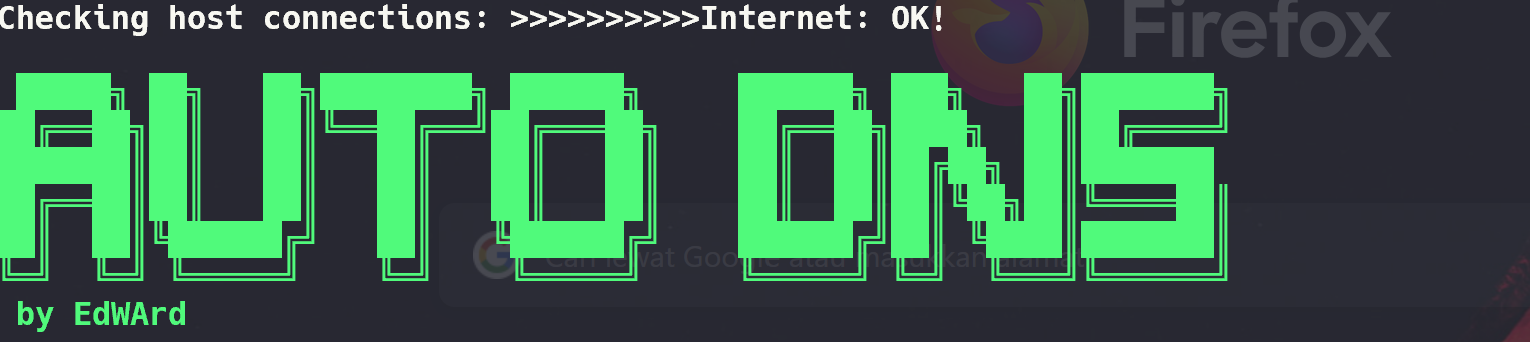 Checking host connections: >>>>>>>>>>Internet: OK!
Firefox
AUTO DNS
Cari lewat Google atau masukkan alamat
by EdWArd